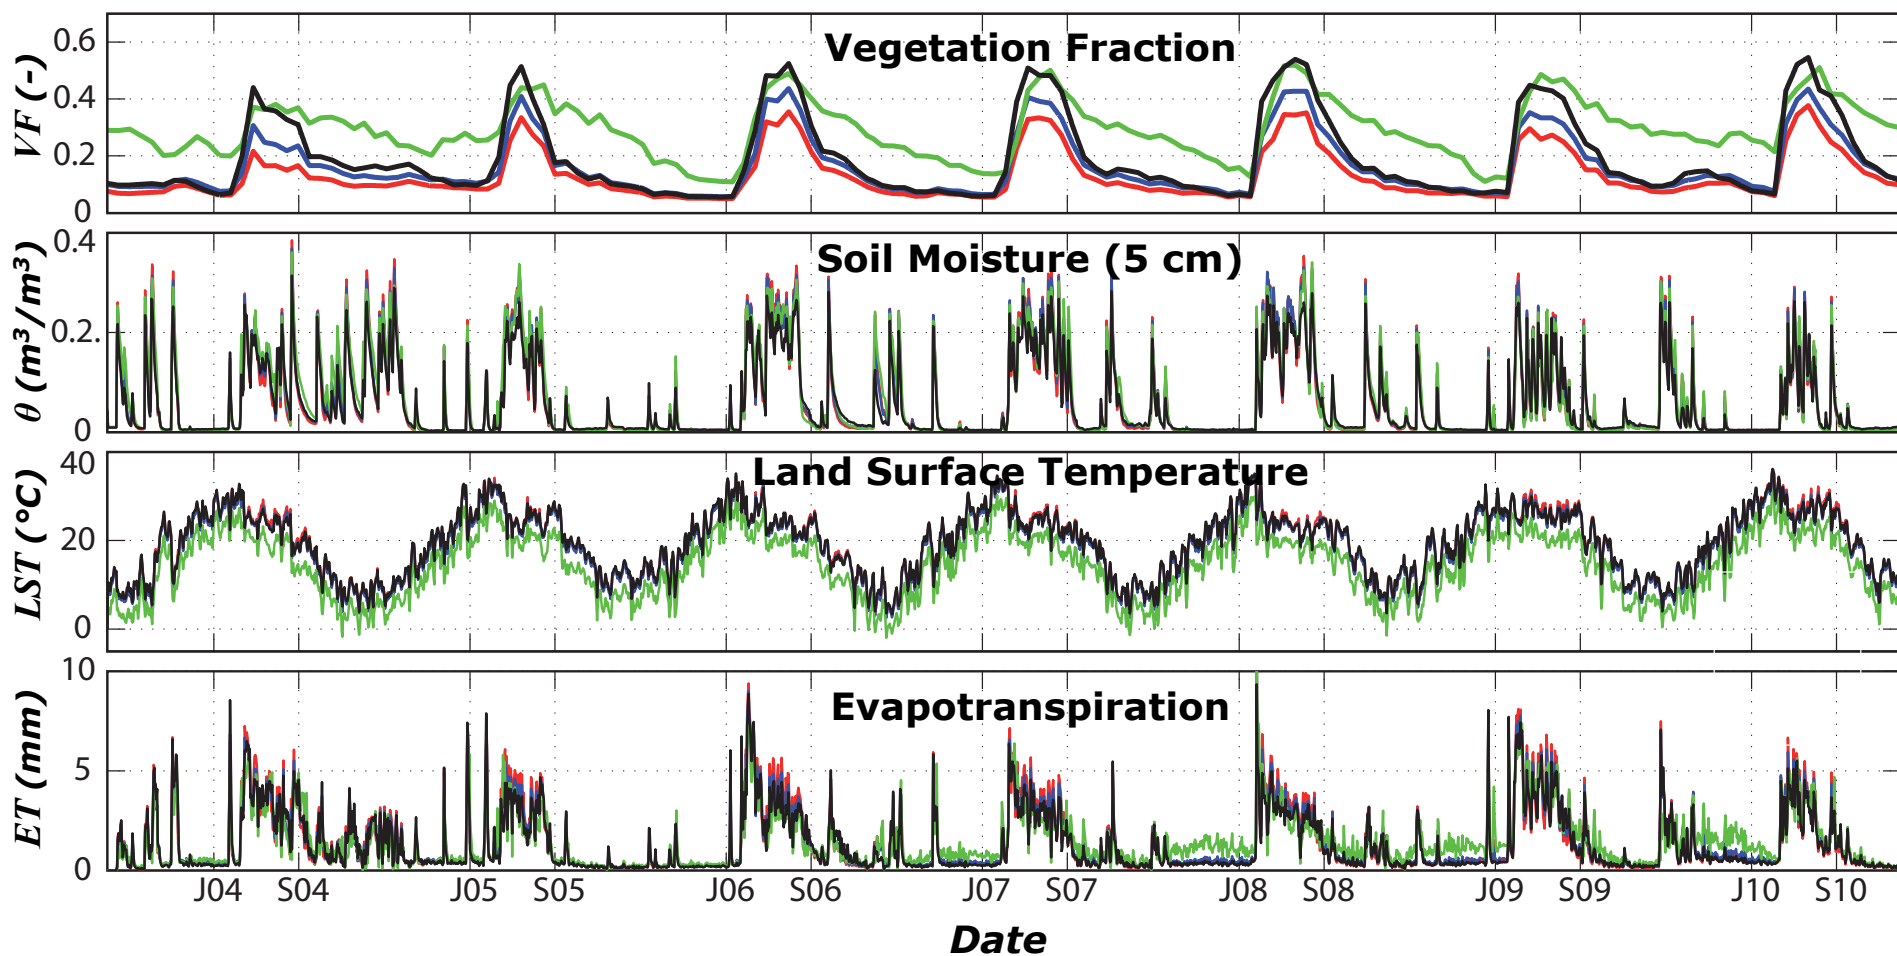 Vegetation Fraction
VF (-)
0.6
0.4
0.2
0
Soil Moisture (5 cm)
θ (m³/m³)
0.4
0.2.
0
Land Surface Temperature
LST (°C)
40
20
0
Evapotranspiration
ET (mm)
10
5
0
J04 S04 J05 S05 J06 S06 J07 S07 J08 S08 J09 S09 J10 S10
Date